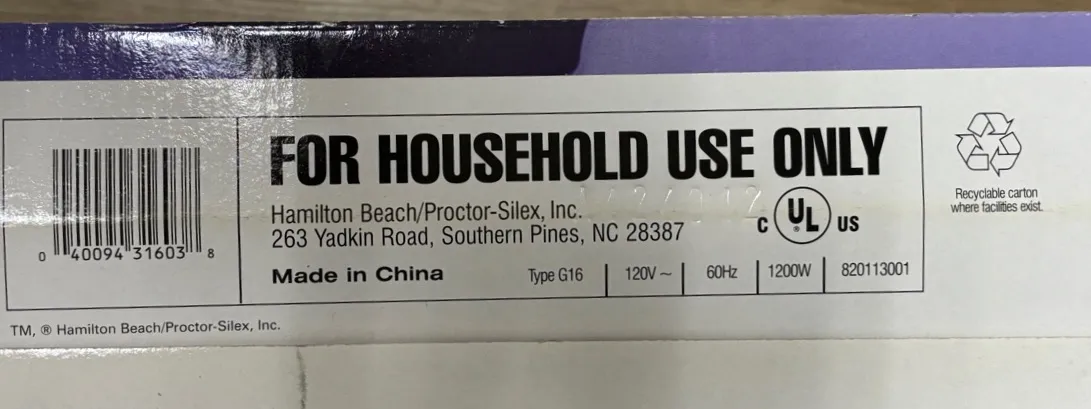 FOR HOUSEHOLD USE ONLY
Hamilton Beach/Proctor-Silex, Inc.
263 Yadkin Road, Southern Pines, NC 28387
C UL ® US
Made in China Type G16 120V ~ 60Hz 1200W 820113001
0 40094 31603 8
Recyclable carton
where facilities exist.
TM, ® Hamilton Beach/Proctor-Silex, Inc.